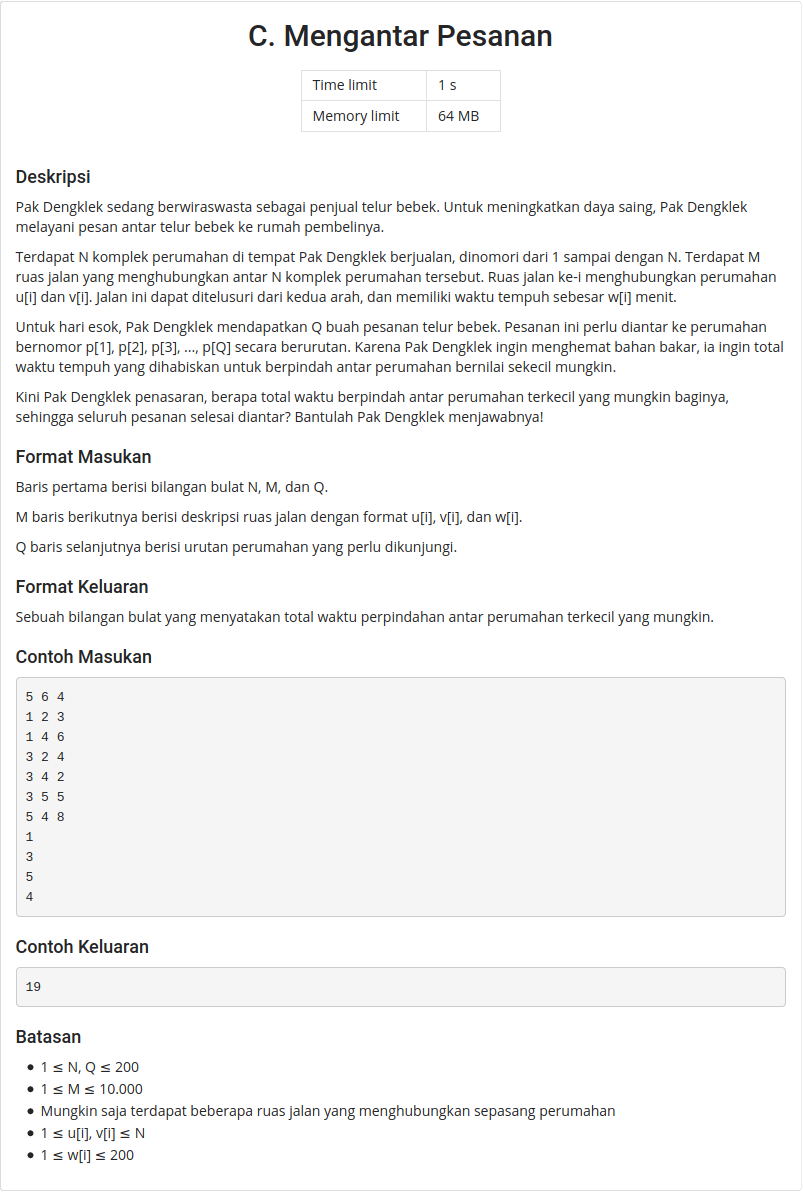 C. Mengantar Pesanan
Time limit 1 s
Memory limit 64 MB
Deskripsi
Pak Dengklek sedang berwiraswasta sebagai penjual telur bebek. Untuk meningkatkan daya saing, Pak Dengklek
melayani pesan antar telur bebek ke rumah pembelinya.
Terdapat N komplek perumahan di tempat Pak Dengklek berjualan, dinomori dari 1 sampai dengan N. Terdapat M
ruas jalan yang menghubungkan antar N komplek perumahan tersebut. Ruas jalan ke-i menghubungkan perumahan
u[i] dan v[i]. Jalan ini dapat ditelusuri dari kedua arah, dan memiliki waktu tempuh sebesar w[i] menit.
Untuk hari esok, Pak Dengklek mendapatkan Q buah pesanan telur bebek. Pesanan ini perlu diantar ke perumahan
bernomor p[1], p[2], p[3], ..., p[Q] secara berurutan. Karena Pak Dengklek ingin menghemat bahan bakar, ia ingin total
waktu tempuh yang dihabiskan untuk berpindah antar perumahan bernilai sekecil mungkin.
Kini Pak Dengklek penasaran, berapa total waktu berpindah antar perumahan terkecil yang mungkin baginya,
sehingga seluruh pesanan selesai diantar? Bantulah Pak Dengklek menjawabnya!
Format Masukan
Baris pertama berisi bilangan bulat N, M, dan Q.
M baris berikutnya berisi deskripsi ruas jalan dengan format u[i], v[i], dan w[i].
Q baris selanjutnya berisi urutan perumahan yang perlu dikunjungi.
Format Keluaran
Sebuah bilangan bulat yang menyatakan total waktu perpindahan antar perumahan terkecil yang mungkin.
Contoh Masukan
5 6 4
1 2 3
1 4 6
3 2 4
3 4 2
3 5 5
5 4 8
1
3
5
4
Contoh Keluaran
19
Batasan
• 1 ≤ N, Q ≤ 200
• 1 ≤ M ≤ 10.000
• Mungkin saja terdapat beberapa ruas jalan yang menghubungkan sepasang perumahan
• 1 ≤ u[i], v[i] ≤ N
• 1 ≤ w[i] ≤ 200